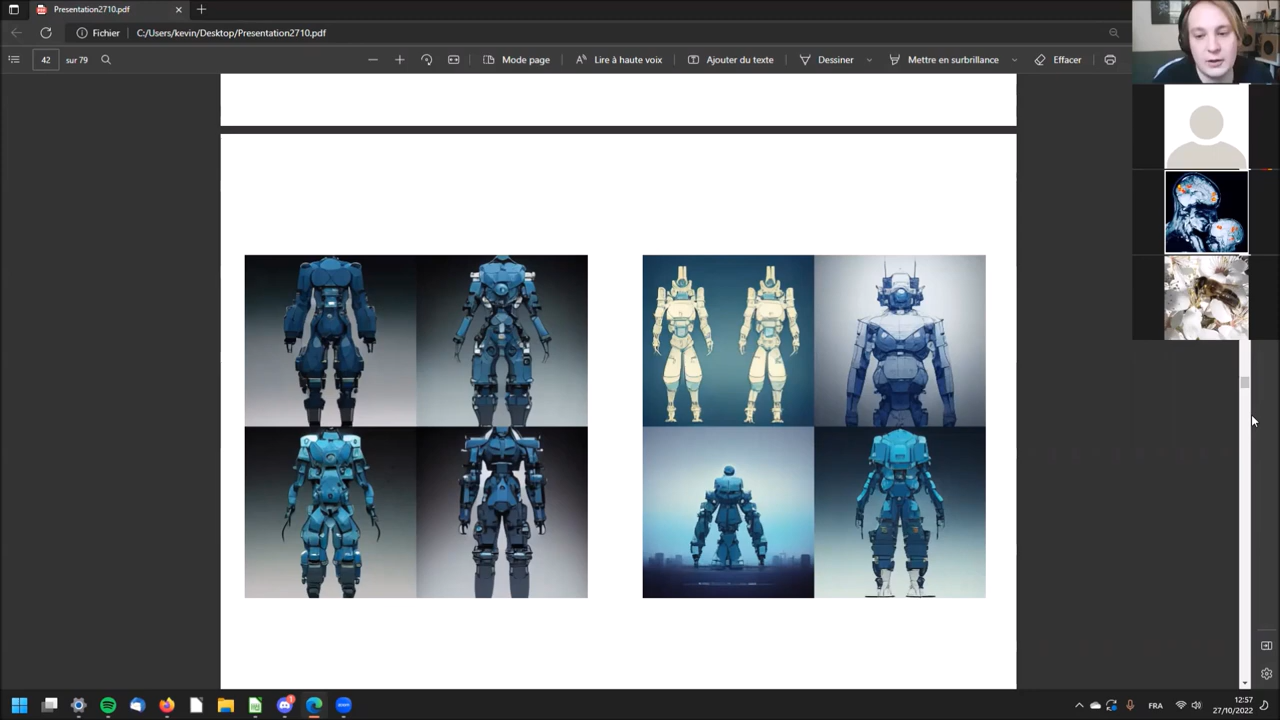 Presentation2710.pdf
Fichier
C:/Users/kevin/Desktop/Presentation2710.pdf
42 sur 79
Mode page
Lire à haute voix
Ajouter du texte
Dessiner
Mettre en surbrillance
Effacer
FRA
12:57
27/10/2022